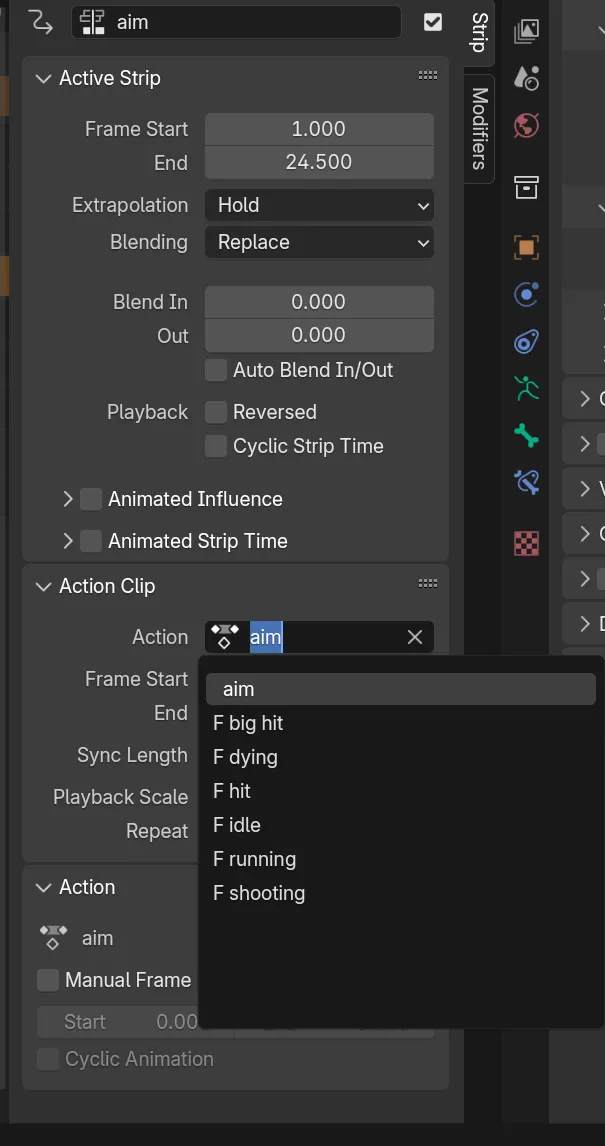 aim
Strip
Modifiers
Active Strip
Frame Start 1.000
End 24.500
Extrapolation Hold
Blending Replace
Blend In 0.000
Out 0.000
Auto Blend In/Out
Playback Reversed
Cyclic Strip Time
Animated Influence
Animated Strip Time
Action Clip
Action aim
Frame Start
End
Sync Length
Playback Scale
Repeat
aim
F big hit
F dying
F hit
F idle
F running
F shooting
Action
aim
Manual Frame
Start 0.00
Cyclic Animation